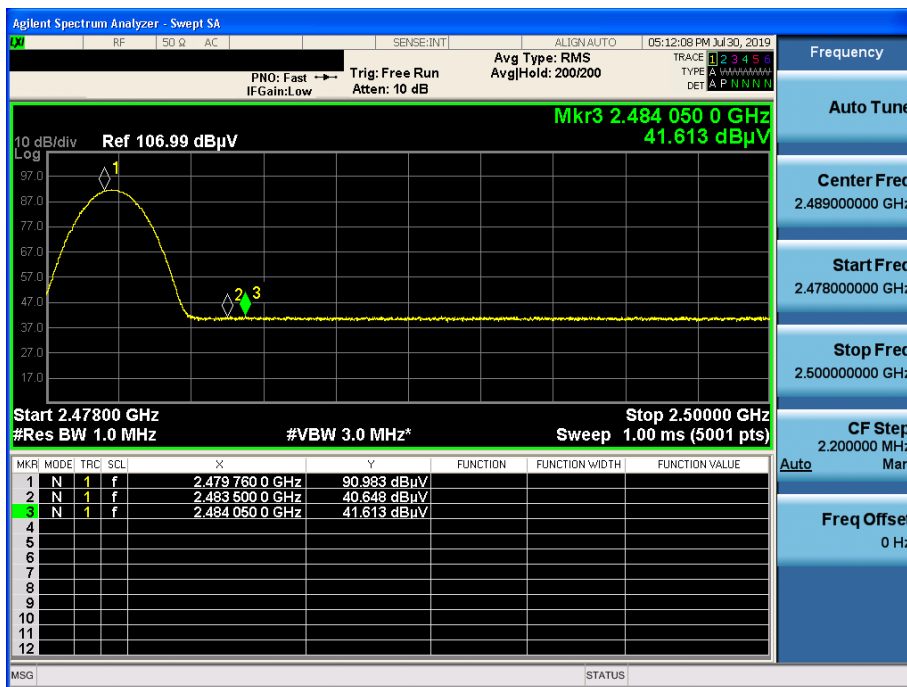 Agilent Spectrum Analyzer - Swept SA
LXI RF 50 Ω AC SENSE:INT ALIGN AUTO 05:12:08 PM Jul 30, 2019
PNO: Fast Trig: Free Run Avg Type: RMS TRACE 1 2 3 4 5 6
IFGain:Low Atten: 10 dB Avg|Hold: 200/200 TYPE A WWWWW
DET A P N N N N
Mkr3 2.484 050 0 GHz
41.613 dBµV
10 dB/div Ref 106.99 dBµV
Log
97.0
87.0
77.0
67.0
57.0
47.0
37.0
27.0
17.0
1
2 3
Start 2.47800 GHz Stop 2.50000 GHz
#Res BW 1.0 MHz #VBW 3.0 MHz* Sweep 1.00 ms (5001 pts)
MKR MODE TRC SCL X Y FUNCTION FUNCTION WIDTH FUNCTION VALUE
1 N 1 f 2.479 760 0 GHz 90.983 dBµV
2 N 1 f 2.483 500 0 GHz 40.648 dBµV
3 N 1 f 2.484 050 0 GHz 41.613 dBµV
4
5
6
7
8
9
10
11
12
MSG STATUS
Frequency
Auto Tune
Center Freq
2.489000000 GHz
Start Freq
2.478000000 GHz
Stop Freq
2.500000000 GHz
CF Step
2.200000 MHz
Auto Man
Freq Offset
0 Hz